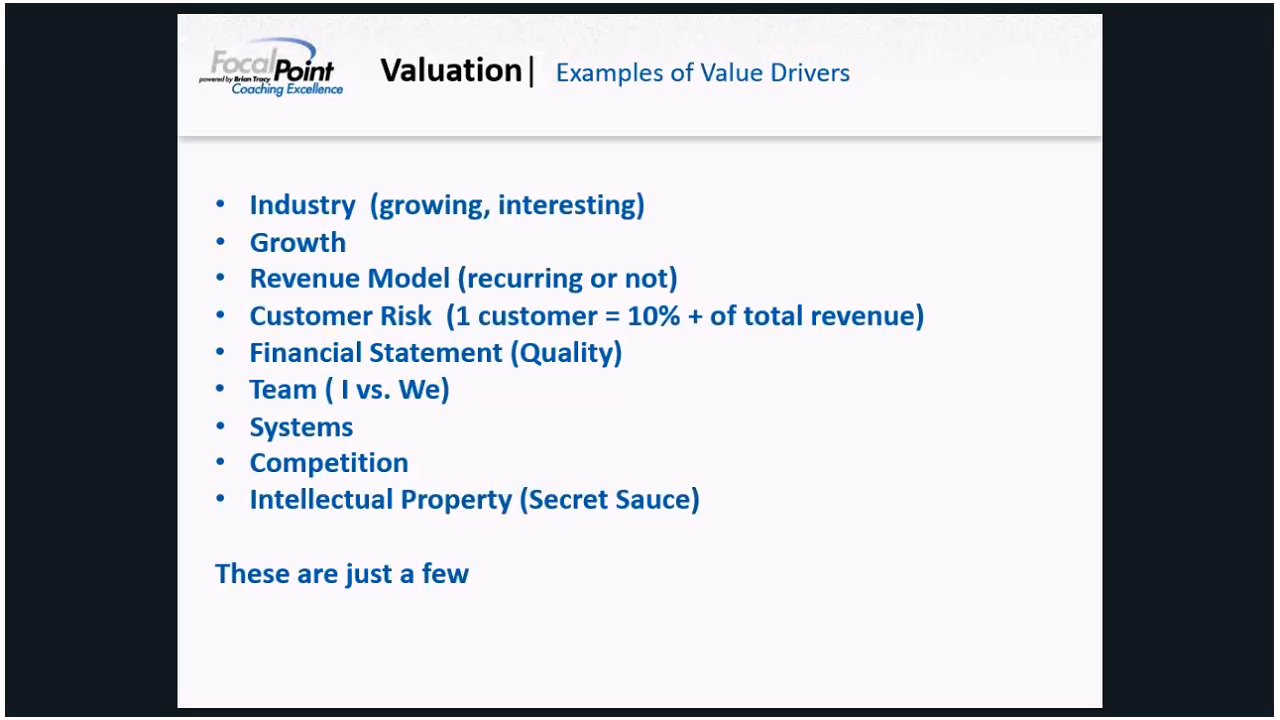 FocalPoint
powered by Brian Tracy
Coaching Excellence
Valuation| Examples of Value Drivers
• Industry (growing, interesting)
• Growth
• Revenue Model (recurring or not)
• Customer Risk (1 customer = 10% + of total revenue)
• Financial Statement (Quality)
• Team ( I vs. We)
• Systems
• Competition
• Intellectual Property (Secret Sauce)
These are just a few